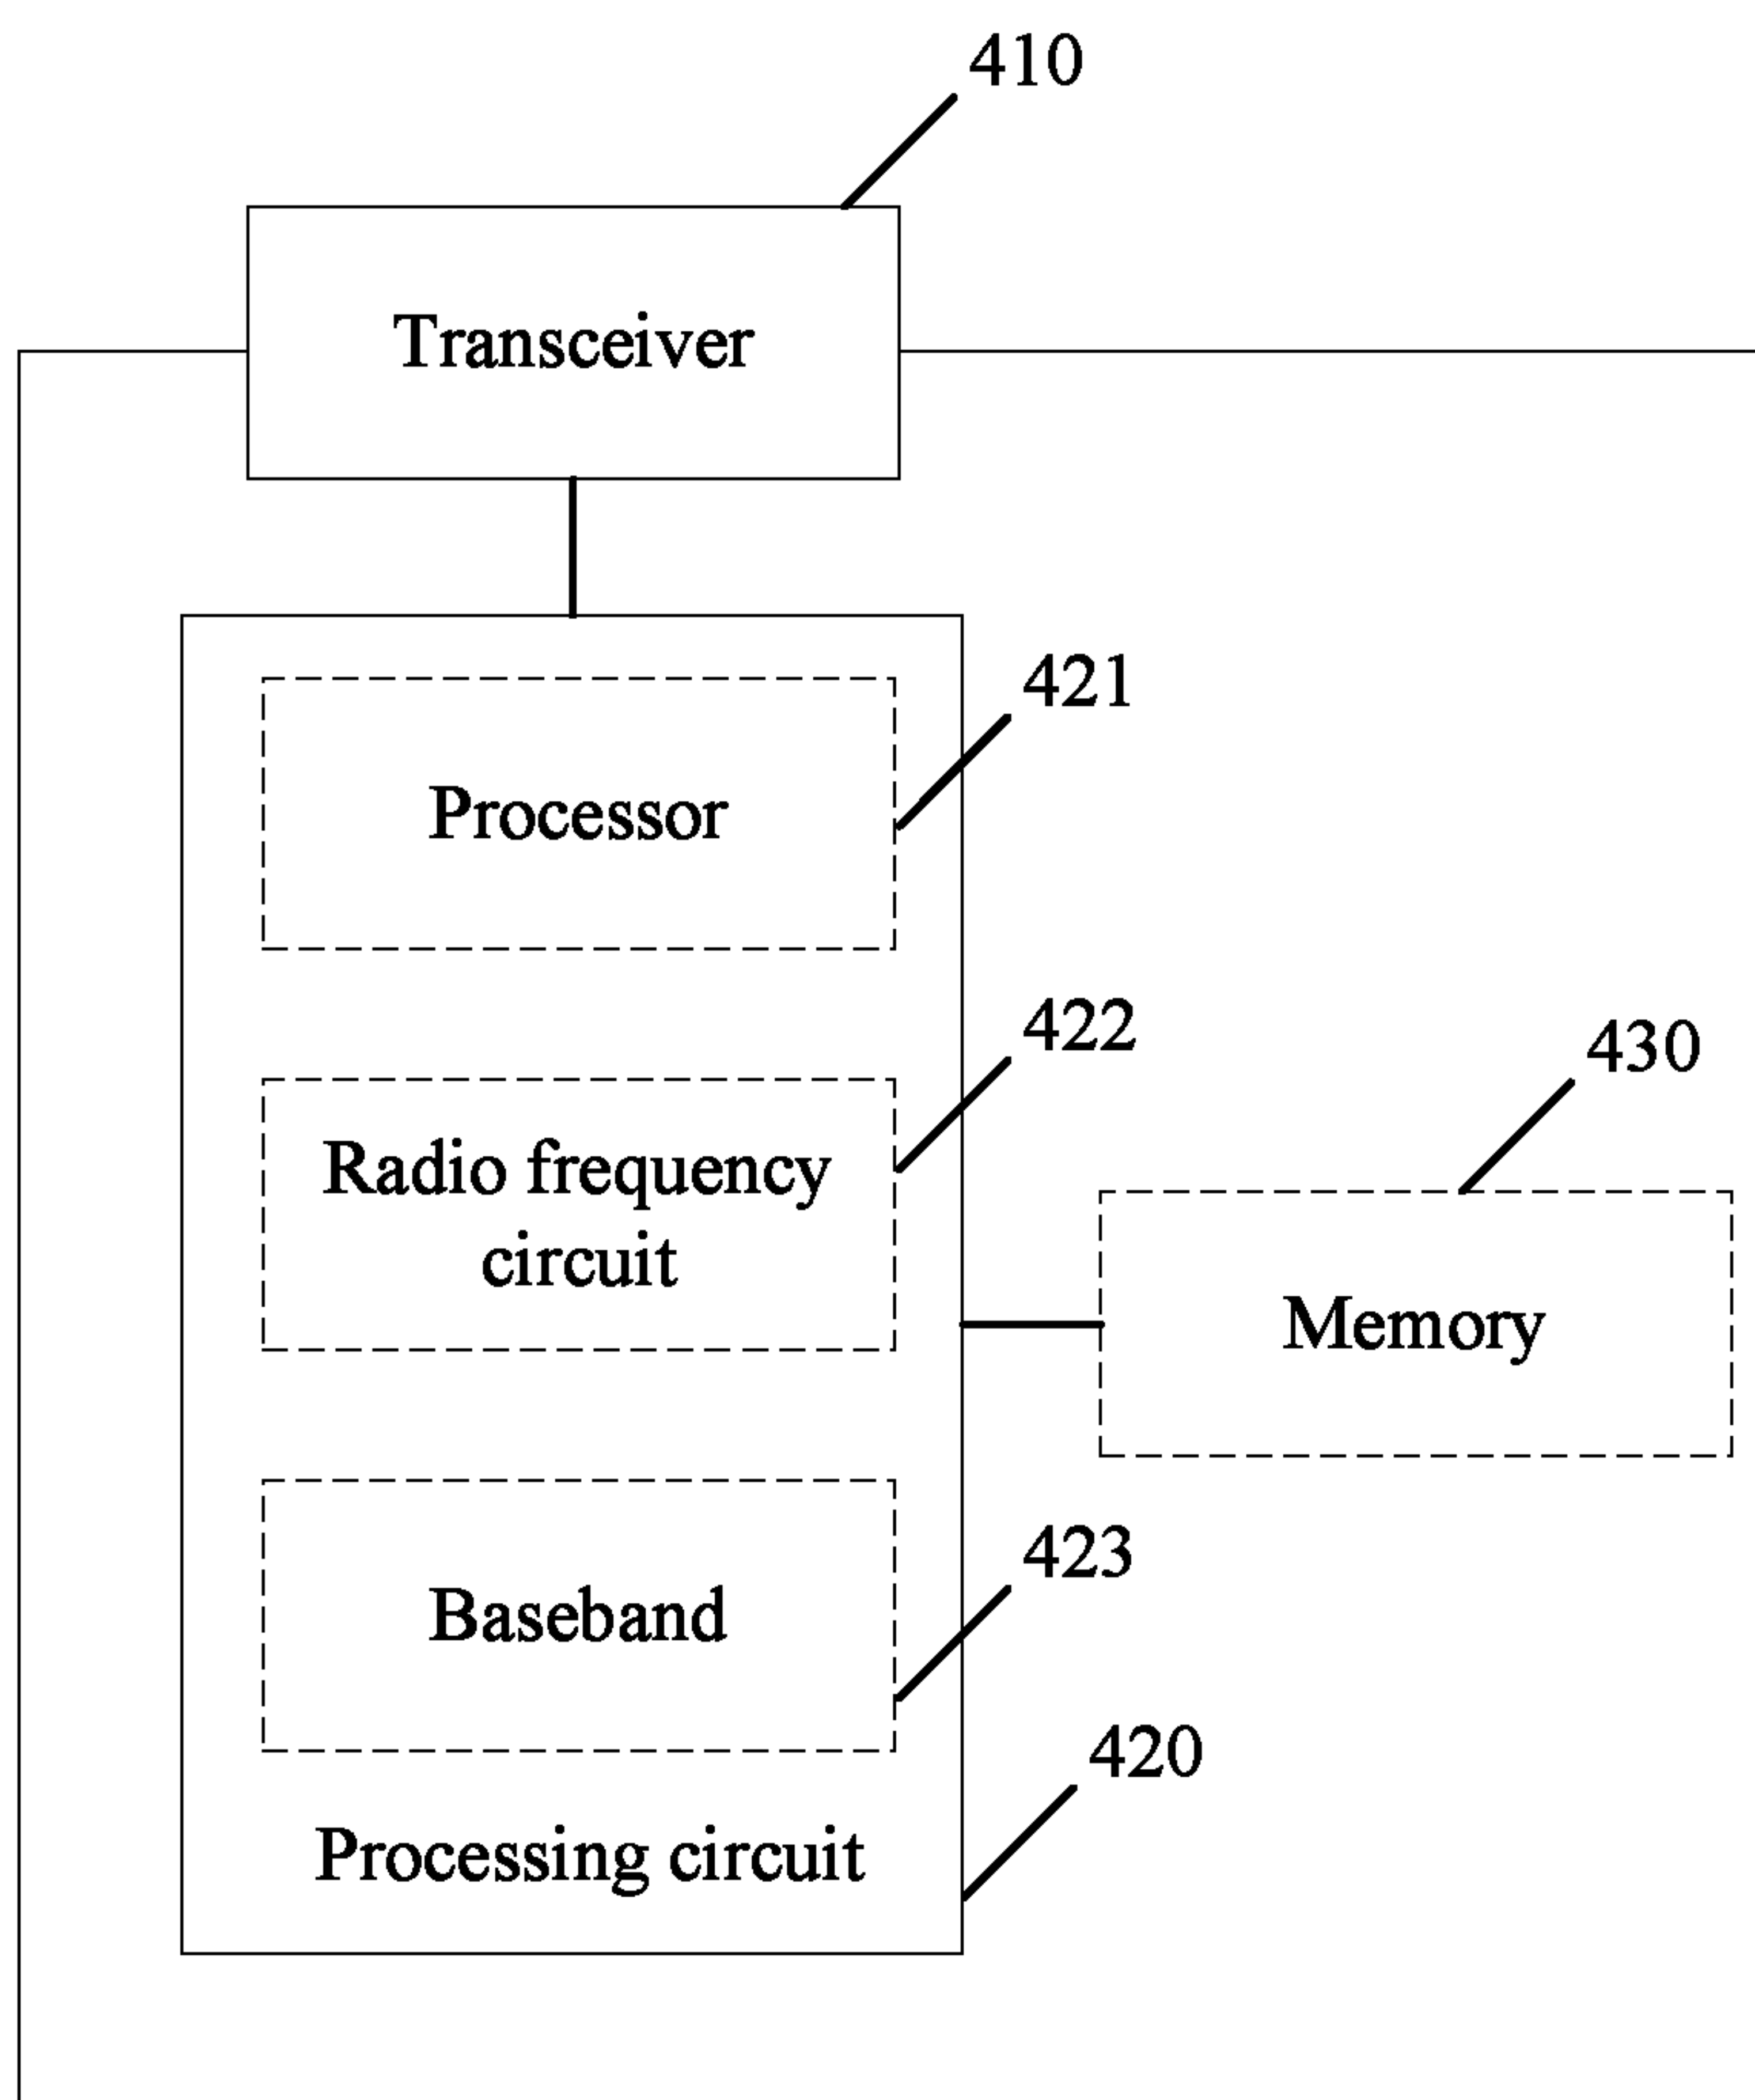 410
Transceiver
421
Processor
422
430
Radio frequency
circuit
Memory
423
Baseband
420
Processing circuit